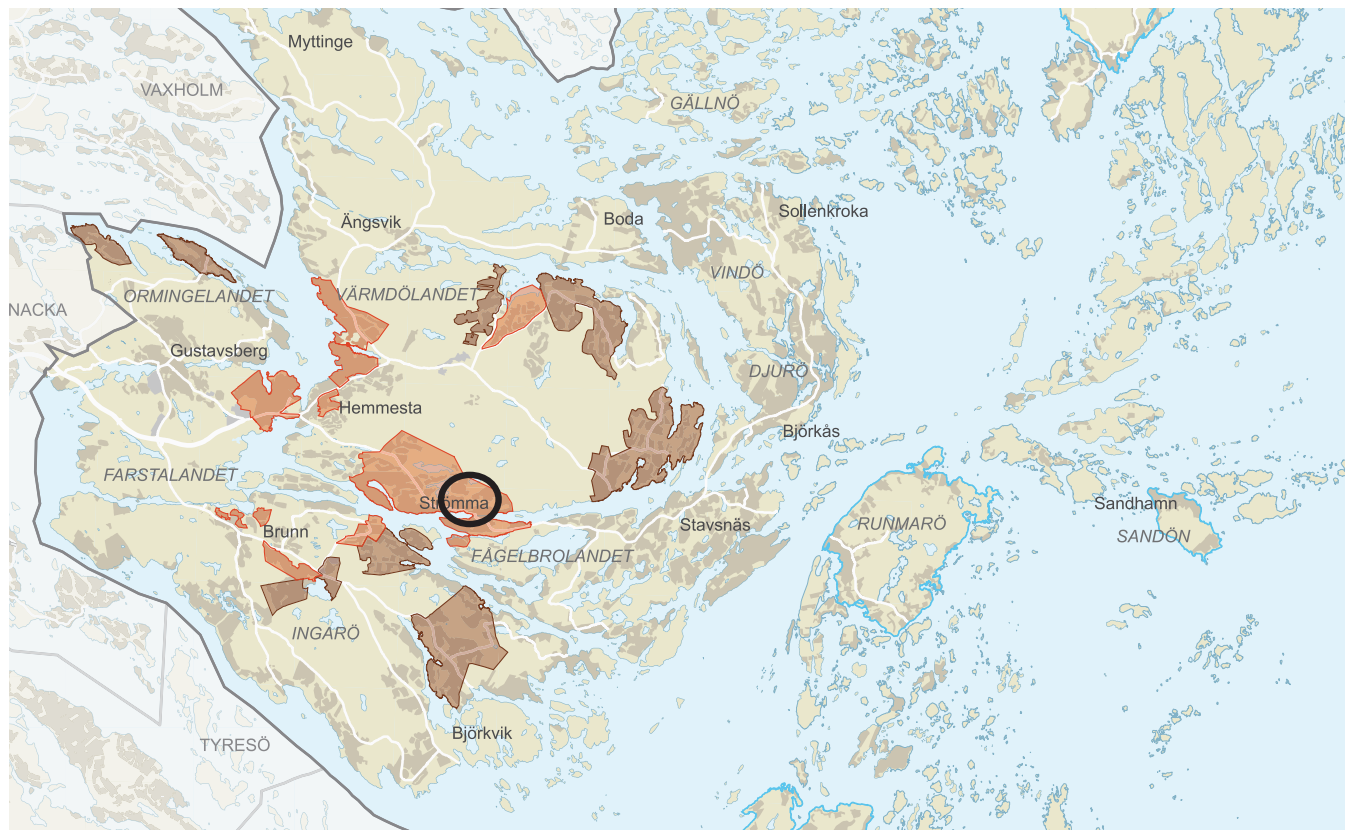 Myttinge
VAXHOLM
GÄLLNÖ
Ängsvik
Boda
Sollenkroka
VINDÖ
ORMINGELANDET
VÄRMDÖLANDET
NACKA
Gustavsberg
DJURÖ
Hemmesta
Björkås
FARSTALANDET
Strömma
Stavsnäs
RUNMARÖ
Sandhamn
SANDÖN
Brunn
FÅGELBROLANDET
INGARÖ
Björkvik
TYRESÖ